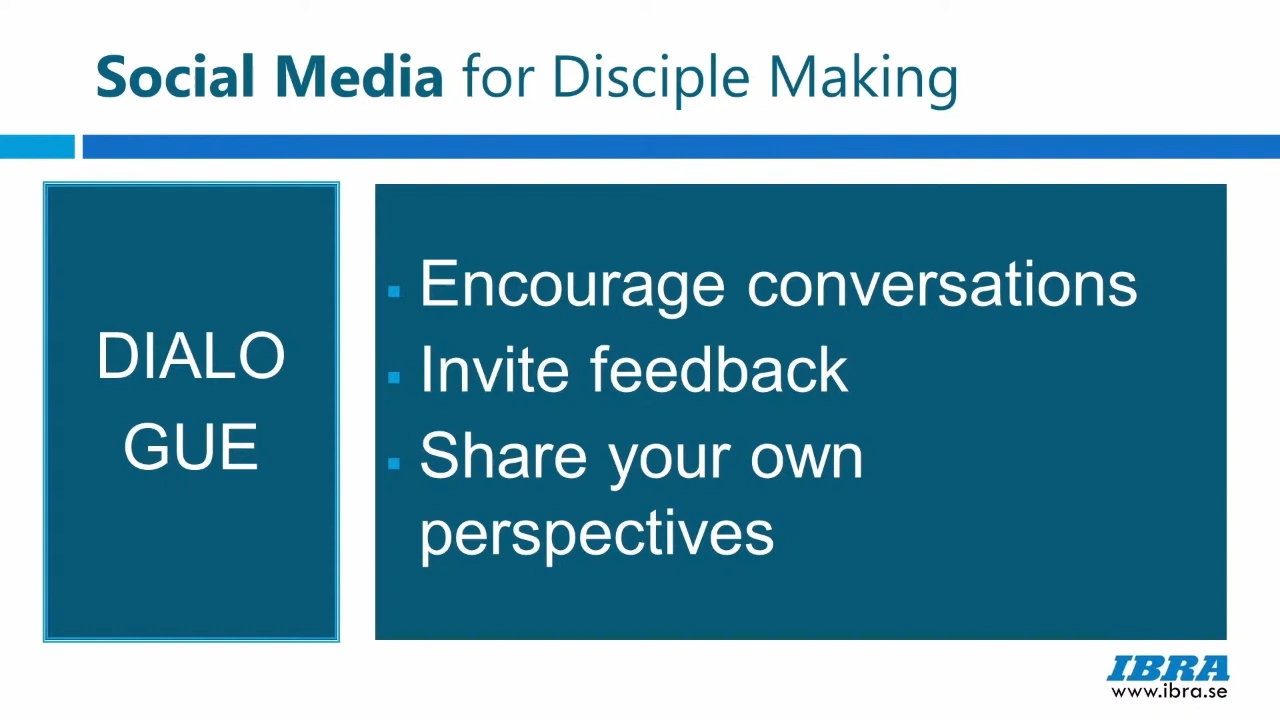 Social Media for Disciple Making
DIALO
GUE
Encourage conversations
Invite feedback
Share your own
perspectives
IBRA
www.ibra.se